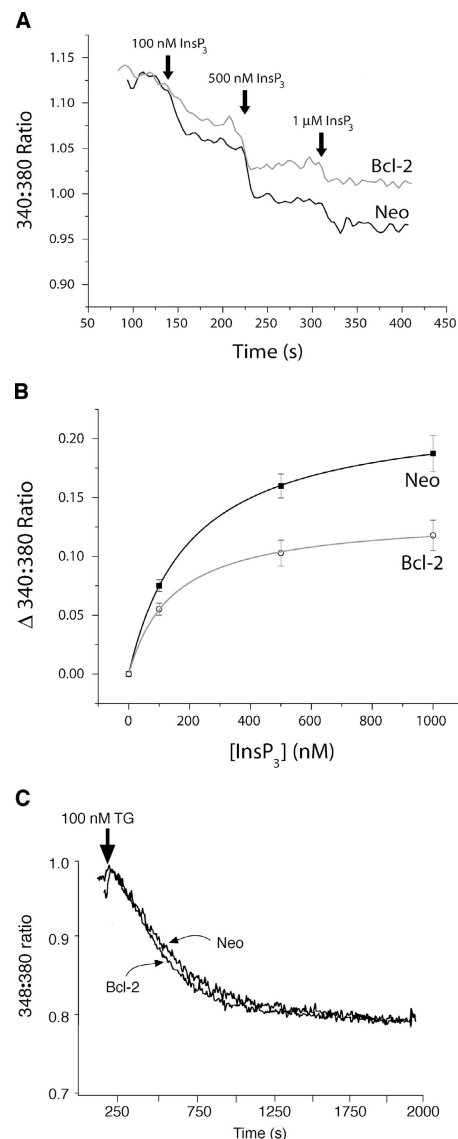 A
100 nM InsP₃
500 nM InsP₃
1 μM InsP₃
1.15
1.10
1.05
1.00
0.95
0.90
340:380 Ratio
Bcl-2
Neo
50 100 150 200 250 300 350 400 450
Time (s)
B
0.20
0.15
0.10
0.05
0.00
Δ 340:380 Ratio
Neo
Bcl-2
0 200 400 600 800 1000
[InsP₃] (nM)
C
100 nM TG
1.0
0.9
0.8
0.7
348:380 ratio
Neo
Bcl-2
250 750 1250 1750 2000
Time (s)